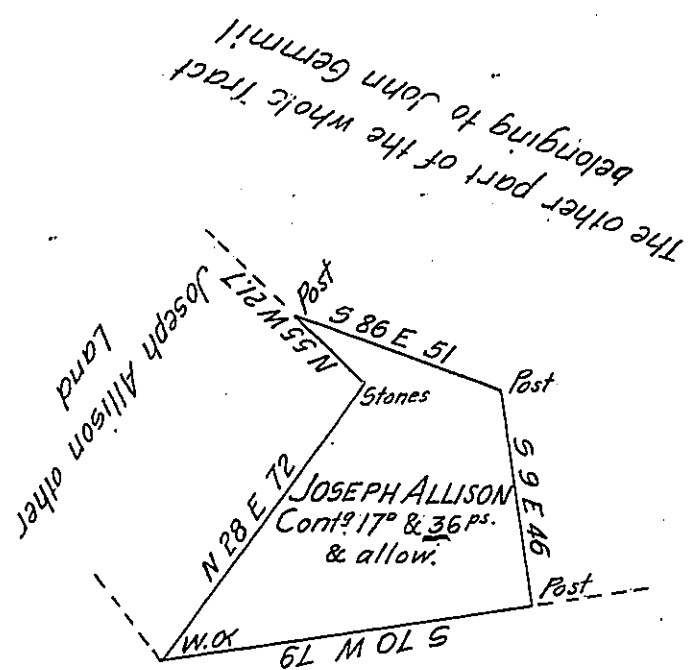 The other part of the whole Tract
belonging to John Gemmil
Joseph Allison other
Land
N 55 W 21.7
Post
S 86 E 51
Post
Stones
N 28 E 72
JOSEPH ALLISON
Contg. 17a & 36 ps.
& allow.
S 9 E 46
Post
S 70 W 79